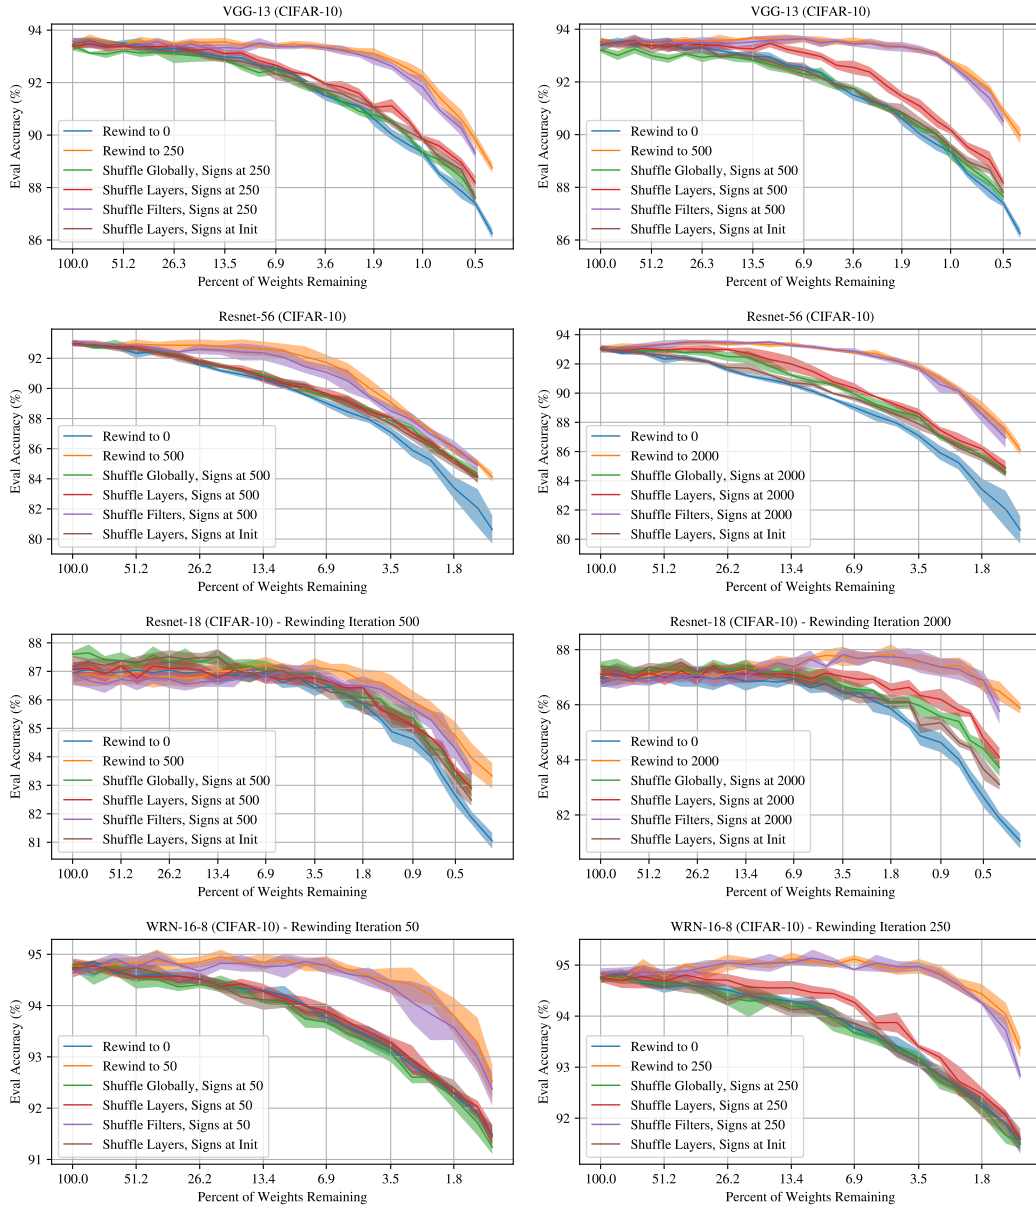 VGG-13 (CIFAR-10)
Eval Accuracy (%)
94
92
90
88
86
Rewind to 0
Rewind to 250
Shuffle Globally, Signs at 250
Shuffle Layers, Signs at 250
Shuffle Filters, Signs at 250
Shuffle Layers, Signs at Init
100.0 51.2 26.3 13.5 6.9 3.6 1.9 1.0 0.5
Percent of Weights Remaining
VGG-13 (CIFAR-10)
Eval Accuracy (%)
94
92
90
88
86
Rewind to 0
Rewind to 500
Shuffle Globally, Signs at 500
Shuffle Layers, Signs at 500
Shuffle Filters, Signs at 500
Shuffle Layers, Signs at Init
100.0 51.2 26.3 13.5 6.9 3.6 1.9 1.0 0.5
Percent of Weights Remaining
Resnet-56 (CIFAR-10)
Eval Accuracy (%)
92
90
88
86
84
82
80
Rewind to 0
Rewind to 500
Shuffle Globally, Signs at 500
Shuffle Layers, Signs at 500
Shuffle Filters, Signs at 500
Shuffle Layers, Signs at Init
100.0 51.2 26.2 13.4 6.9 3.5 1.8
Percent of Weights Remaining
Resnet-56 (CIFAR-10)
Eval Accuracy (%)
94
92
90
88
86
84
82
80
Rewind to 0
Rewind to 2000
Shuffle Globally, Signs at 2000
Shuffle Layers, Signs at 2000
Shuffle Filters, Signs at 2000
Shuffle Layers, Signs at Init
100.0 51.2 26.2 13.4 6.9 3.5 1.8
Percent of Weights Remaining
Resnet-18 (CIFAR-10) - Rewinding Iteration 500
Eval Accuracy (%)
88
87
86
85
84
83
82
81
Rewind to 0
Rewind to 500
Shuffle Globally, Signs at 500
Shuffle Layers, Signs at 500
Shuffle Filters, Signs at 500
Shuffle Layers, Signs at Init
100.0 51.2 26.2 13.4 6.9 3.5 1.8 0.9 0.5
Percent of Weights Remaining
Resnet-18 (CIFAR-10) - Rewinding Iteration 2000
Eval Accuracy (%)
88
86
84
82
Rewind to 0
Rewind to 2000
Shuffle Globally, Signs at 2000
Shuffle Layers, Signs at 2000
Shuffle Filters, Signs at 2000
Shuffle Layers, Signs at Init
100.0 51.2 26.2 13.4 6.9 3.5 1.8 0.9 0.5
Percent of Weights Remaining
WRN-16-8 (CIFAR-10) - Rewinding Iteration 50
Eval Accuracy (%)
95
94
93
92
91
Rewind to 0
Rewind to 50
Shuffle Globally, Signs at 50
Shuffle Layers, Signs at 50
Shuffle Filters, Signs at 50
Shuffle Layers, Signs at Init
100.0 51.2 26.2 13.4 6.9 3.5 1.8
Percent of Weights Remaining
WRN-16-8 (CIFAR-10) - Rewinding Iteration 250
Eval Accuracy (%)
95
94
93
92
Rewind to 0
Rewind to 250
Shuffle Globally, Signs at 250
Shuffle Layers, Signs at 250
Shuffle Filters, Signs at 250
Shuffle Layers, Signs at Init
100.0 51.2 26.2 13.4 6.9 3.5 1.8
Percent of Weights Remaining